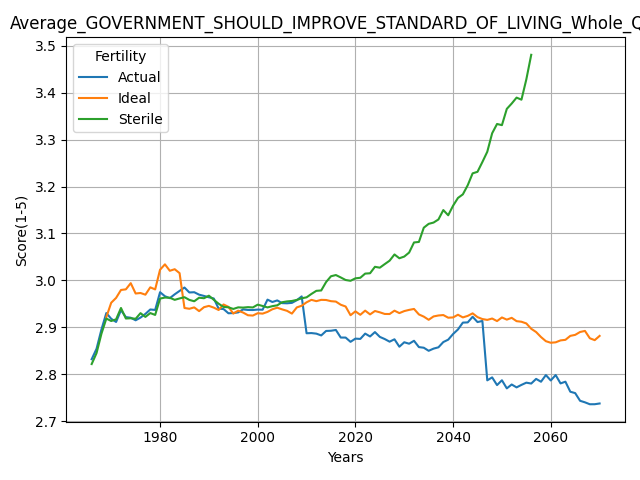 Average_GOVERNMENT_SHOULD_IMPROVE_STANDARD_OF_LIVING_Whole_Q
Fertility
Actual
Ideal
Sterile
Score(1-5)
3.5
3.4
3.3
3.2
3.1
3.0
2.9
2.8
2.7
1980 2000 2020 2040 2060
Years